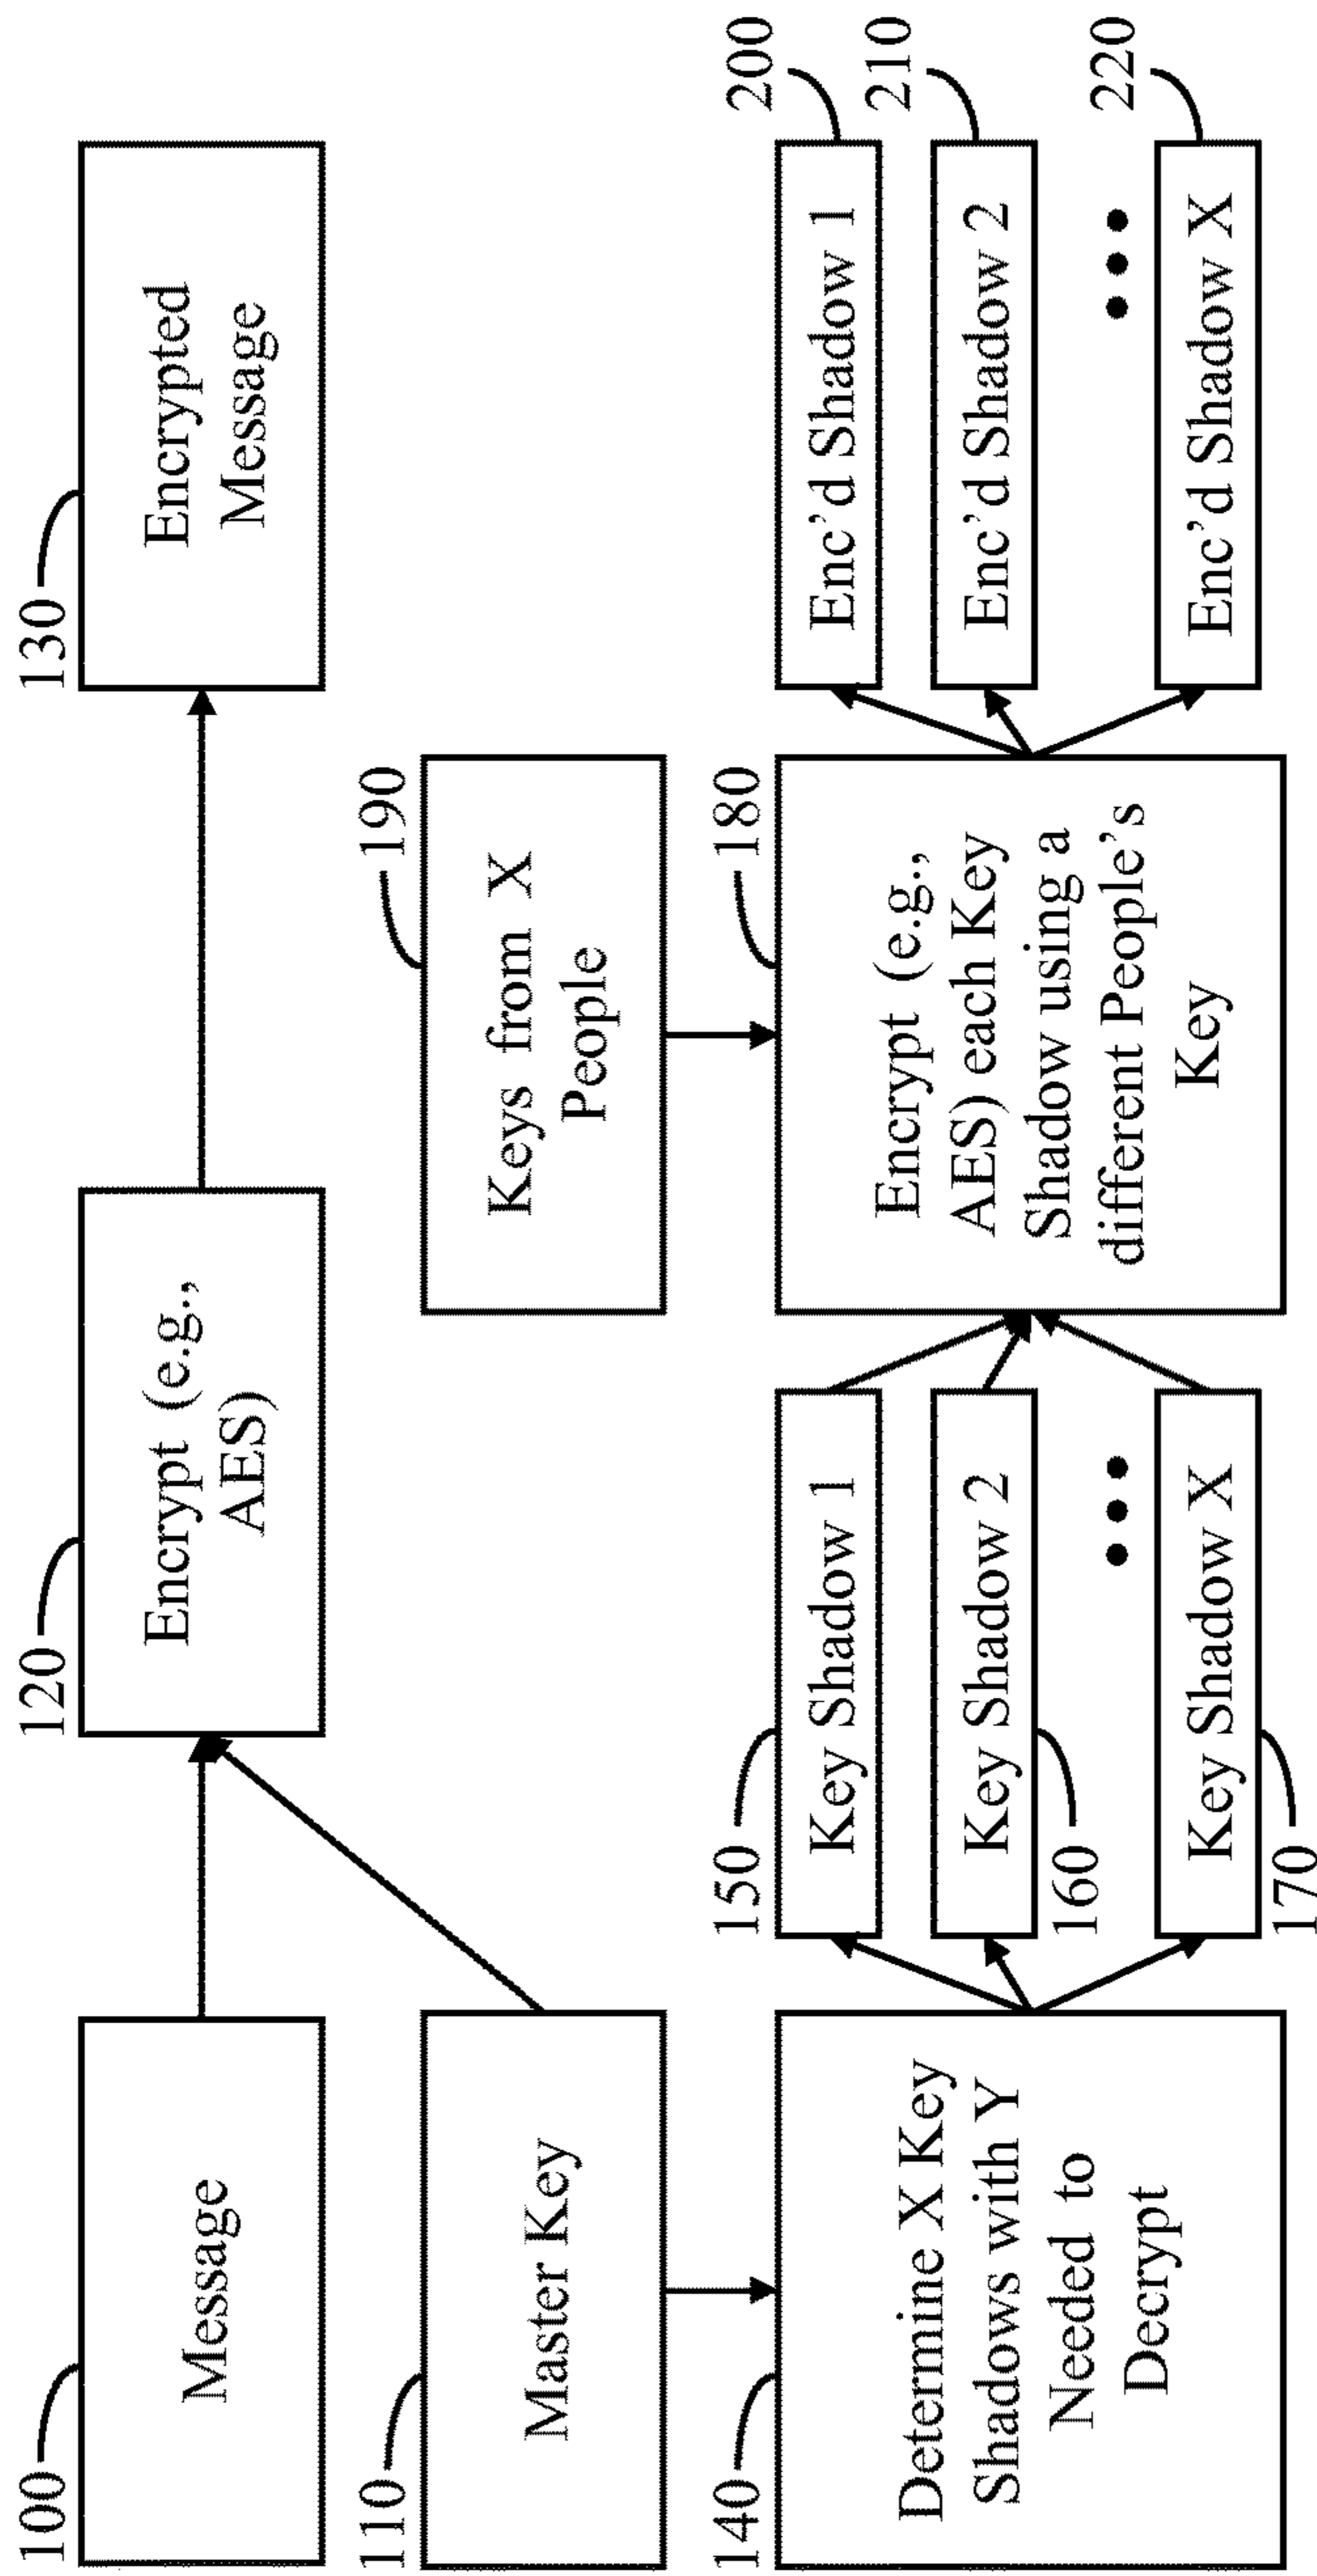 100
Message
120
Encrypt (e.g.,
AES)
130
Encrypted
Message
110
Master Key
190
Keys from X
People
140
Determine X Key
Shadows with Y
Needed to
Decrypt
150
Key Shadow 1
Key Shadow 2
160
Key Shadow X
170
180
Encrypt (e.g.,
AES) each Key
Shadow using a
different People's
Key
Enc'd Shadow 1
200
Enc'd Shadow 2
210
Enc'd Shadow X
220